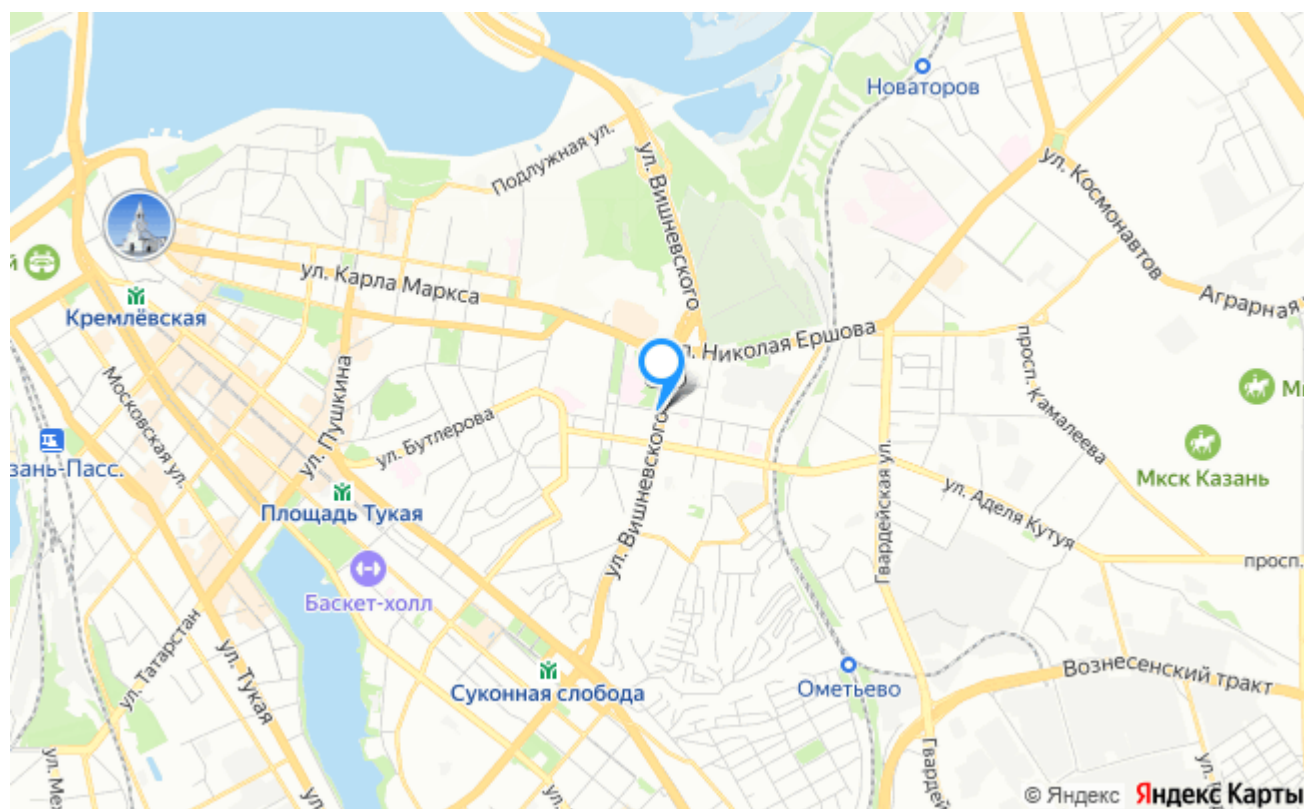 Новаторов
Подлужная ул.
ул. Вишневского
ул. Космонавтов
й
ул. Карла Маркса
Аграрная
Кремлёвская
л. Николая Ершова
просп. Камалеева
Московская ул.
ул. Пушкина
ул. Бутлерова
зань-Пасс.
Мкск Казань
Площадь Тукая
ул. Вишневского
Гвардейская ул.
ул. Аделя Кутуя
просп.
Баскет-холл
ул. Татарстан
ул. Тукая
Суконная слобода
Ометьево
Вознесенский тракт
© Яндекс Яндекс Карты